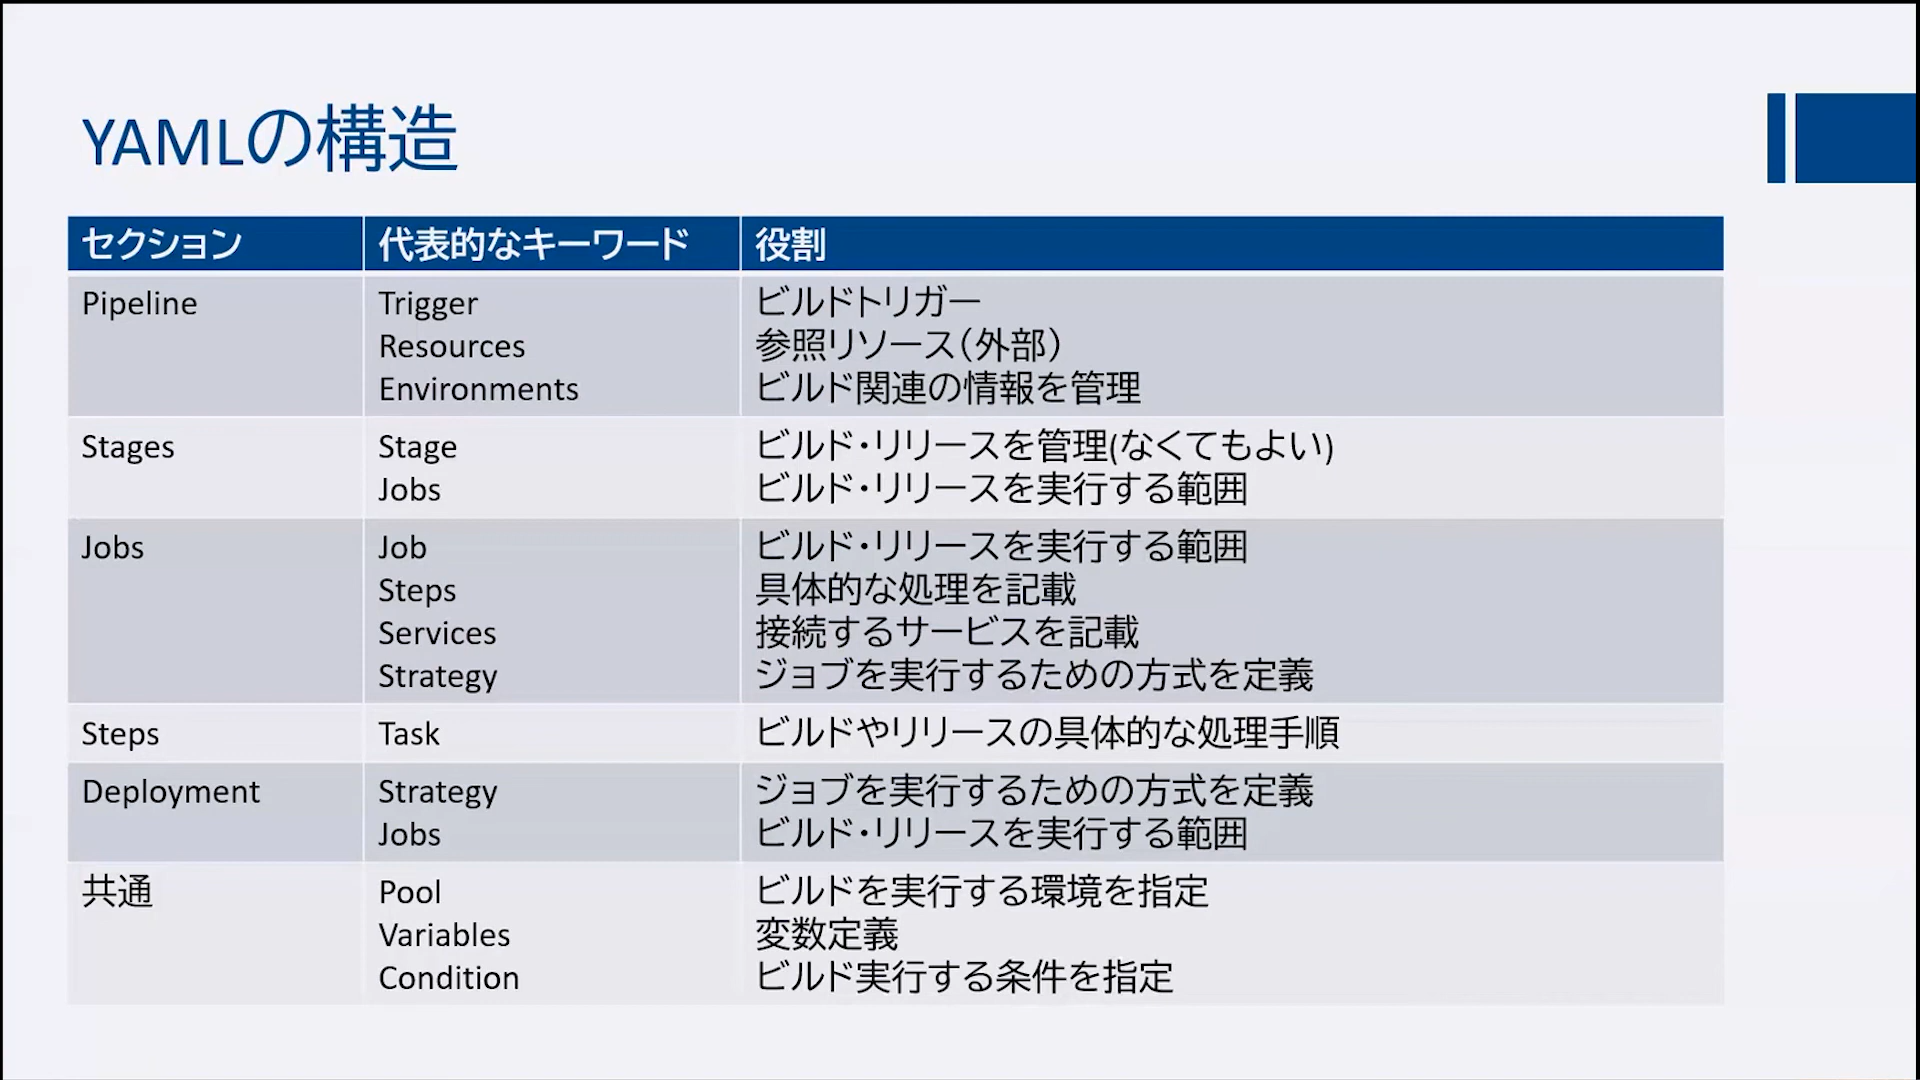 YAMLの構造
セクション 代表的なキーワード 役割
Pipeline Trigger ビルドトリガー
Resources 参照リソース（外部）
Environments ビルド関連の情報を管理
Stages Stage ビルド・リリースを管理(なくてもよい)
Jobs ビルド・リリースを実行する範囲
Jobs Job ビルド・リリースを実行する範囲
Steps 具体的な処理を記載
Services 接続するサービスを記載
Strategy ジョブを実行するための方式を定義
Steps Task ビルドやリリースの具体的な処理手順
Deployment Strategy ジョブを実行するための方式を定義
Jobs ビルド・リリースを実行する範囲
共通 Pool ビルドを実行する環境を指定
Variables 変数定義
Condition ビルド実行する条件を指定